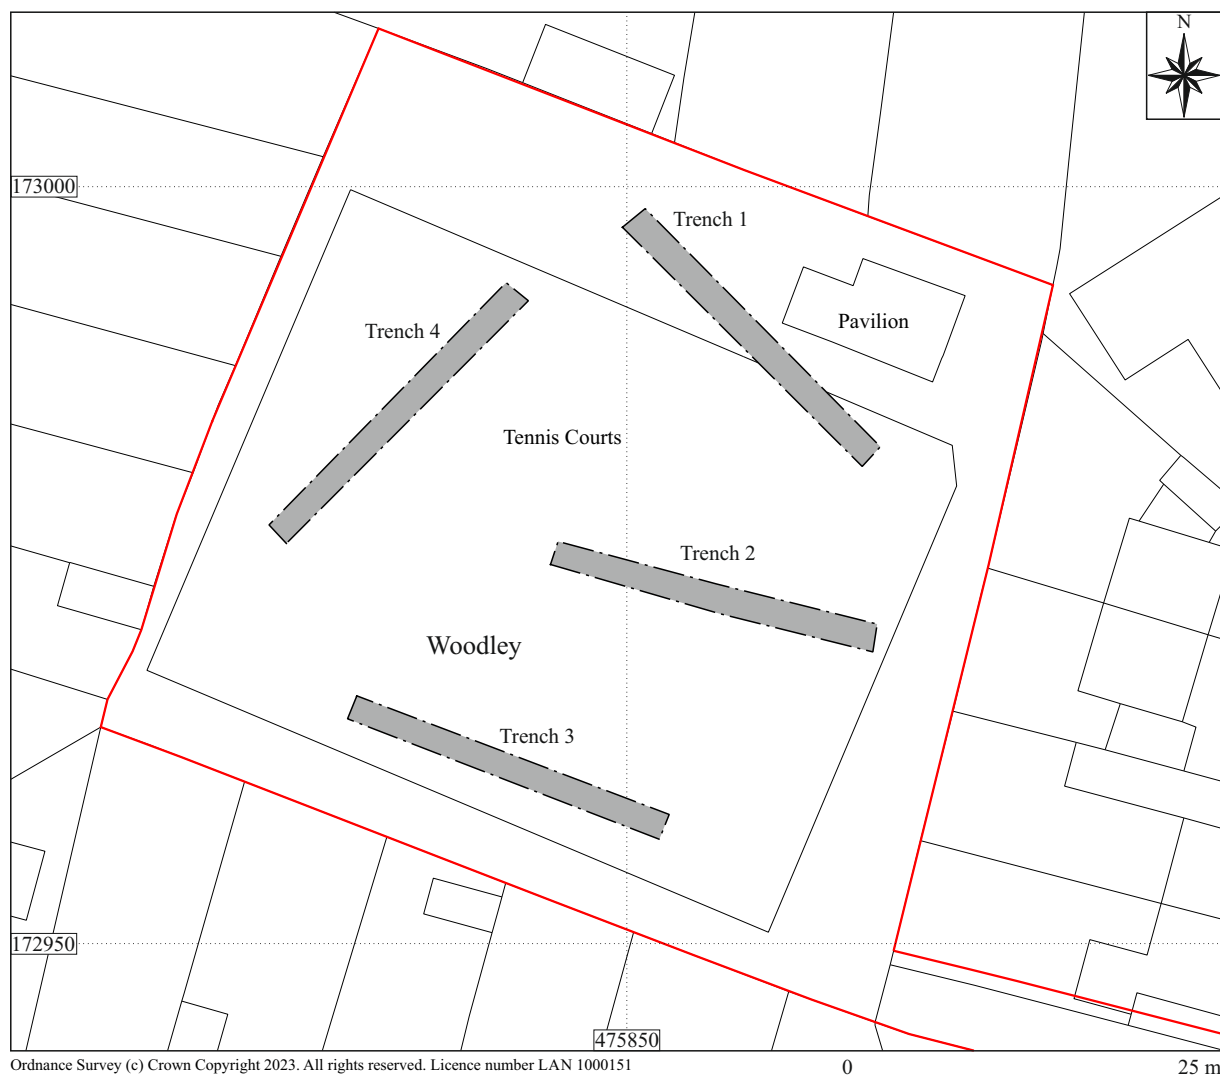 N
173000
Trench 1
Pavilion
Trench 4
Tennis Courts
Trench 2
Woodley
Trench 3
172950
475850
Ordnance Survey (c) Crown Copyright 2023. All rights reserved. Licence number LAN 1000151
0
25 m